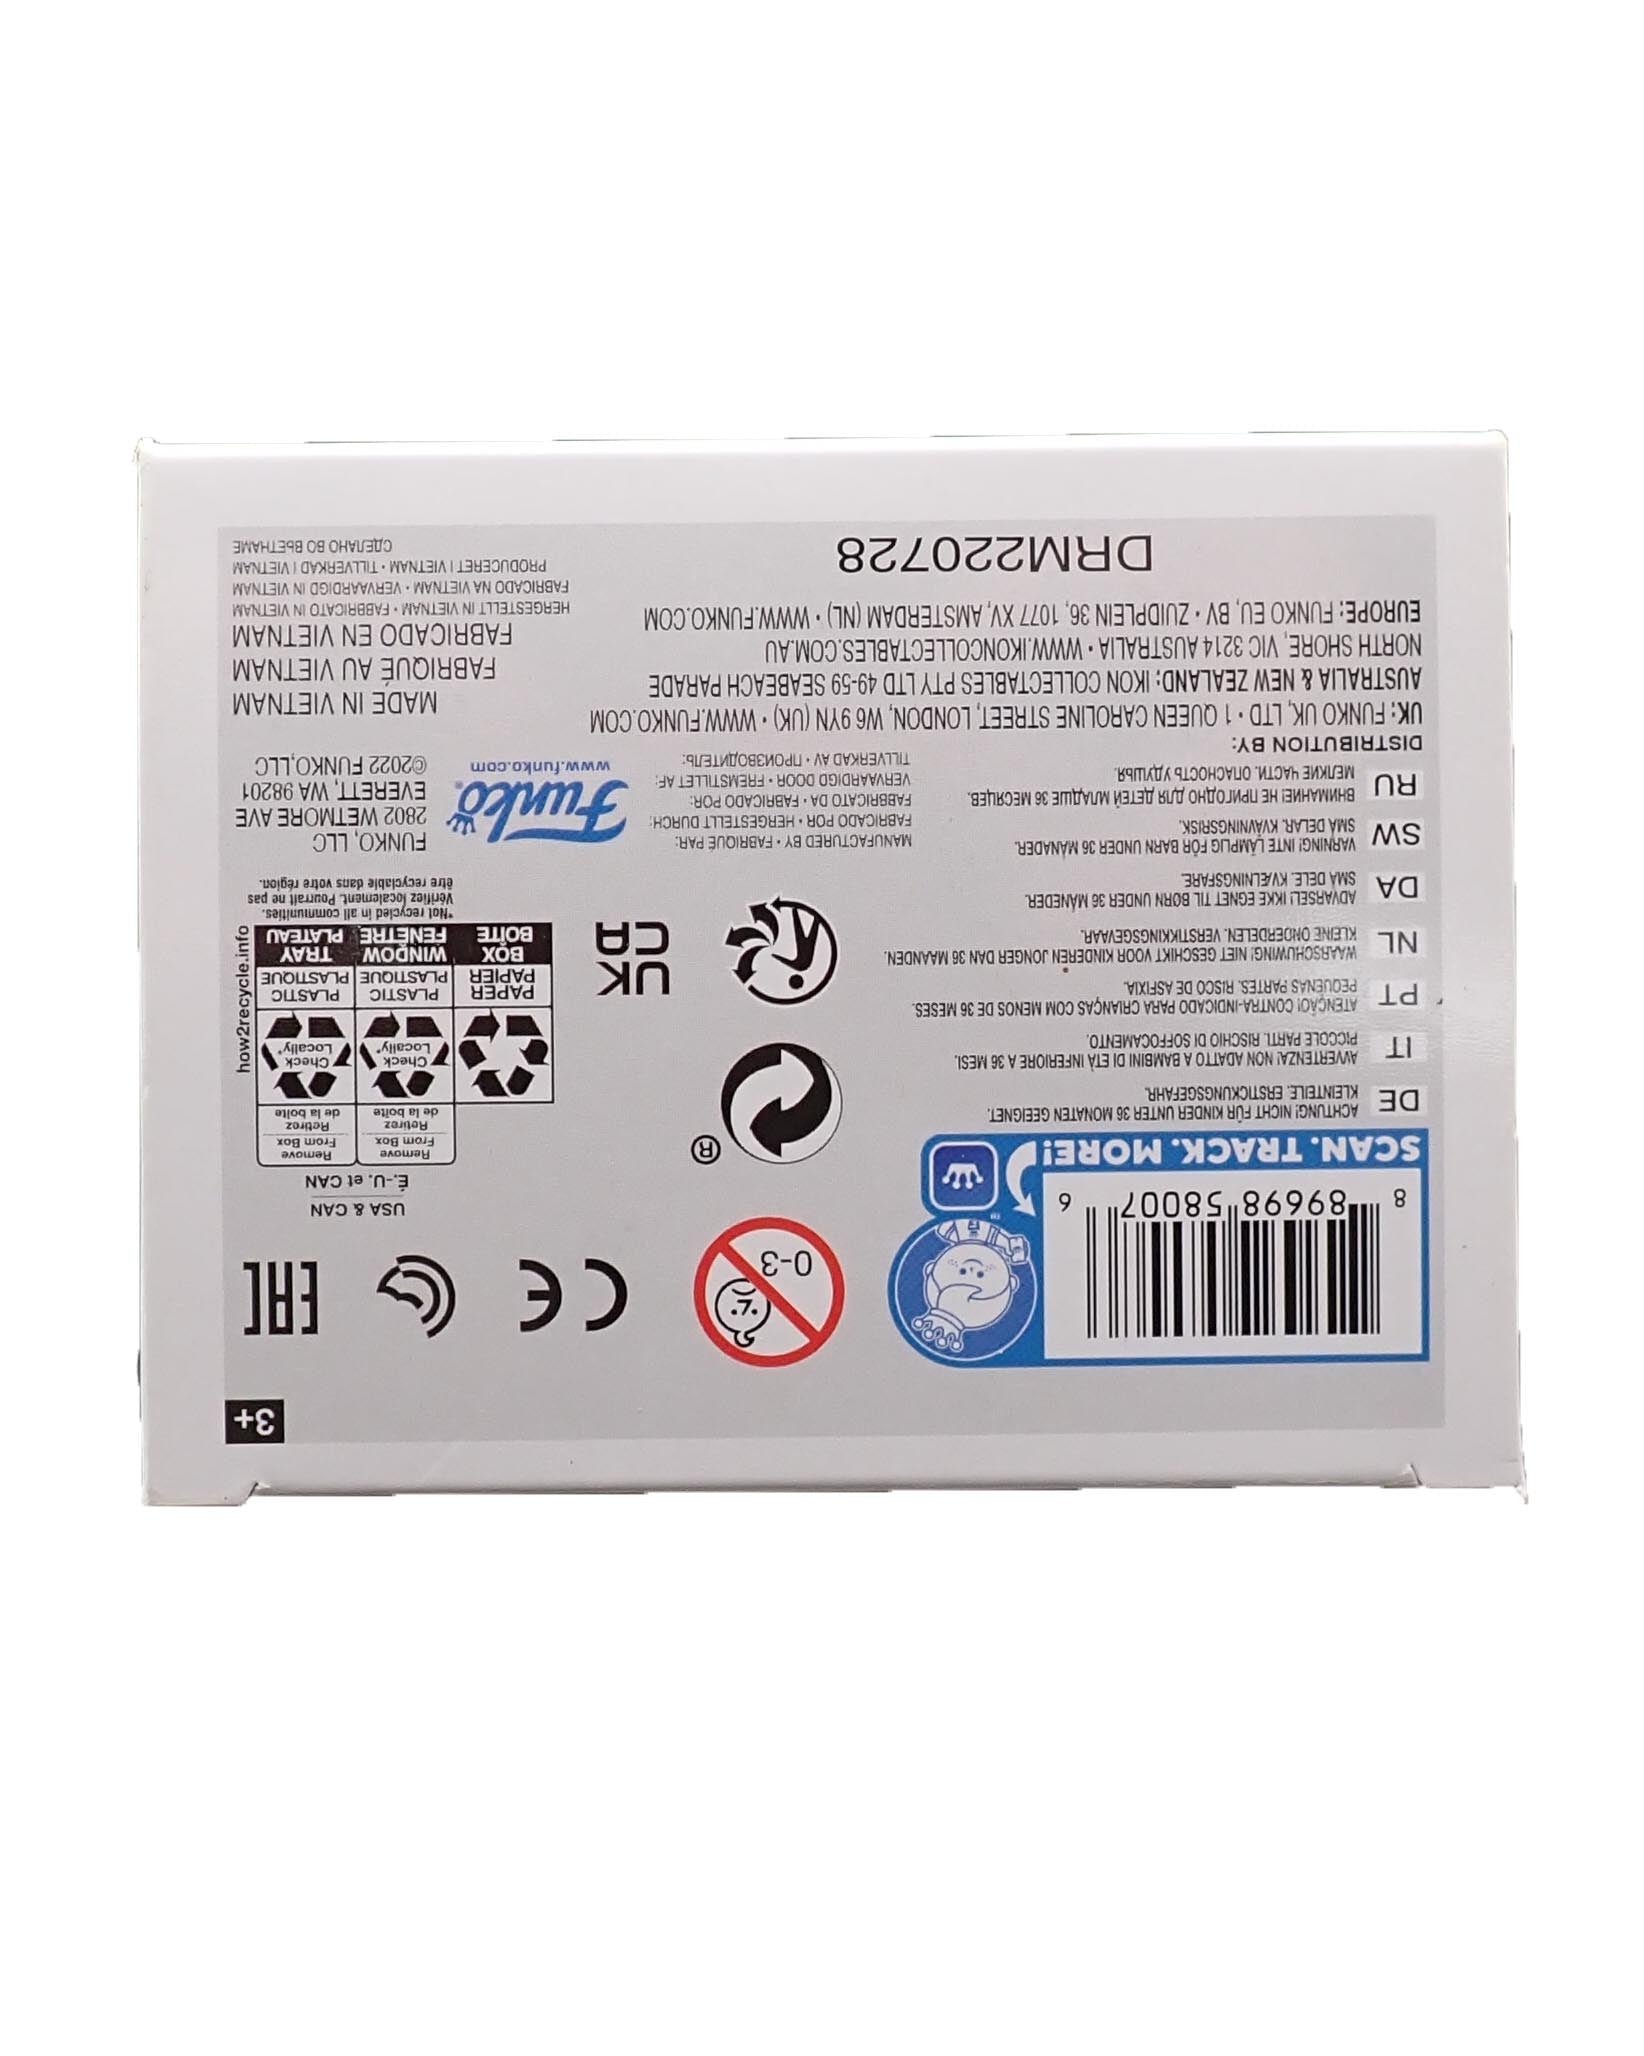 3+
8 89698 58007 6
SCAN. TRACK. MORE!
™
0-3
CE
EAC
USA & CAN
É.-U. et CAN
®
DE ACHTUNG! NICHT FÜR KINDER UNTER 36 MONATEN GEEIGNET.
KLEINTEILE. ERSTICKUNGSGEFAHR.
IT AVVERTENZA! NON ADATTO A BAMBINI DI ETÀ INFERIORE A 36 MESI.
PICCOLE PARTI. RISCHIO DI SOFFOCAMENTO.
PT ATENÇÃO! CONTRA-INDICADO PARA CRIANÇAS COM MENOS DE 36 MESES.
PEQUENAS PARTES. RISCO DE ASFIXIA.
NL WAARSCHUWING! NIET GESCHIKT VOOR KINDEREN JONGER DAN 36 MAANDEN.
KLEINE ONDERDELEN. VERSTIKKINGSGEVAAR.
DA ADVARSEL! IKKE EGNET TIL BØRN UNDER 36 MÅNEDER.
SMÅ DELE. KVÆLNINGSFARE.
SW VARNING! INTE LÄMPLIG FÖR BARN UNDER 36 MÅNADER.
SMÅ DELAR. KVÄVNINGSRISK.
RU ВНИМАНИЕ! НЕ ПРИГОДНО ДЛЯ ДЕТЕЙ МЛАДШЕ 36 МЕСЯЦЕВ.
МЕЛКИЕ ЧАСТИ. ОПАСНОСТЬ УДУШЬЯ.
UK
CA
Remove
From Box
Retirez
de la boîte
Remove
From Box
Retirez
de la boîte
Check
Locally*
Check
Locally*
PAPER
PAPIER
BOX
BOÎTE
PLASTIC
PLASTIQUE
WINDOW
FENÊTRE
PLASTIC
PLASTIQUE
TRAY
PLATEAU
how2recycle.info
*Not recycled in all communities.
Vérifiez localement. Pourrait ne pas
être recyclable dans votre région.
MANUFACTURED BY • FABRIQUÉ PAR:
FABRICADO POR • HERGESTELLT DURCH:
FABBRICATO DA • FABRICADO POR:
VERVAARDIGD DOOR • FREMSTILLET AF:
TILLVERKAD AV • ПРОИЗВОДИТЕЛЬ:
Funko®
www.funko.com
FUNKO, LLC
2802 WETMORE AVE
EVERETT, WA 98201
©2022 FUNKO,LLC
DISTRIBUTION BY:
UK: FUNKO UK, LTD • 1 QUEEN CAROLINE STREET, LONDON, W6 9YN (UK) • WWW.FUNKO.COM
AUSTRALIA & NEW ZEALAND: IKON COLLECTABLES PTY LTD 49-59 SEABEACH PARADE
NORTH SHORE, VIC 3214 AUSTRALIA • WWW.IKONCOLLECTABLES.COM.AU
EUROPE: FUNKO EU, BV • ZUIDPLEIN 36, 1077 XV, AMSTERDAM (NL) • WWW.FUNKO.COM
MADE IN VIETNAM
FABRIQUÉ AU VIETNAM
FABRICADO EN VIETNAM
HERGESTELLT IN VIETNAM • FABBRICATO IN VIETNAM
FABRICADO NA VIETNAM • VERVAARDIGD IN VIETNAM
PRODUCERET I VIETNAM • TILLVERKAD I VIETNAM
СДЕЛАНО ВО ВЬЕТНАМЕ
DRM220728